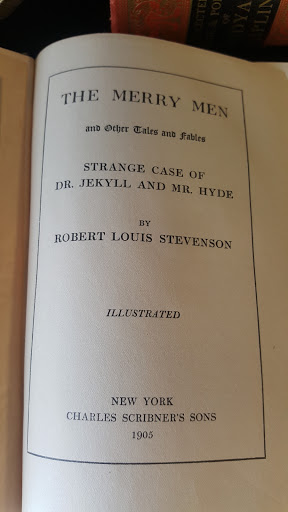 THE MERRY MEN
and Other Tales and Fables
STRANGE CASE OF
DR. JEKYLL AND MR. HYDE
BY
ROBERT LOUIS STEVENSON
ILLUSTRATED
NEW YORK
CHARLES SCRIBNER'S SONS
1905
OF